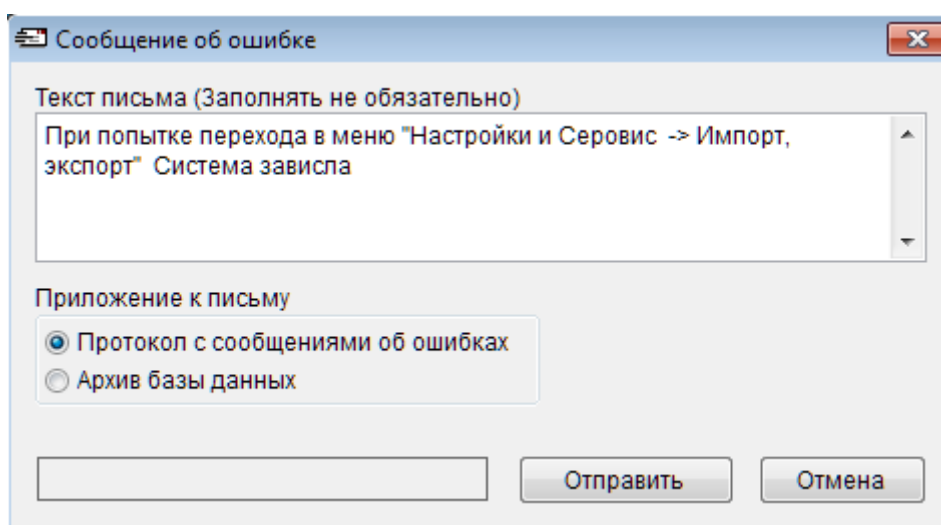 Сообщение об ошибке
Текст письма (Заполнять не обязательно)
При попытке перехода в меню "Настройки и Серовис -> Импорт,
экспорт" Система зависла
Приложение к письму
Протокол с сообщениями об ошибках
Архив базы данных
Отправить
Отмена